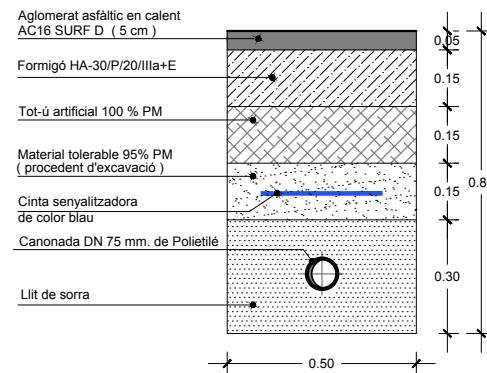 Aglomerat asfàltic en calent
AC16 SURF D ( 5 cm )
0.05
Formigó HA-30/P/20/IIIa+E
0.15
Tot-ú artificial 100 % PM
0.15
Material tolerable 95% PM
( procedent d'excavació )
0.15
0.8
Cinta senyalitzadora
de color blau
Canonada DN 75 mm. de Polietilé
0.30
Llit de sorra
0.50